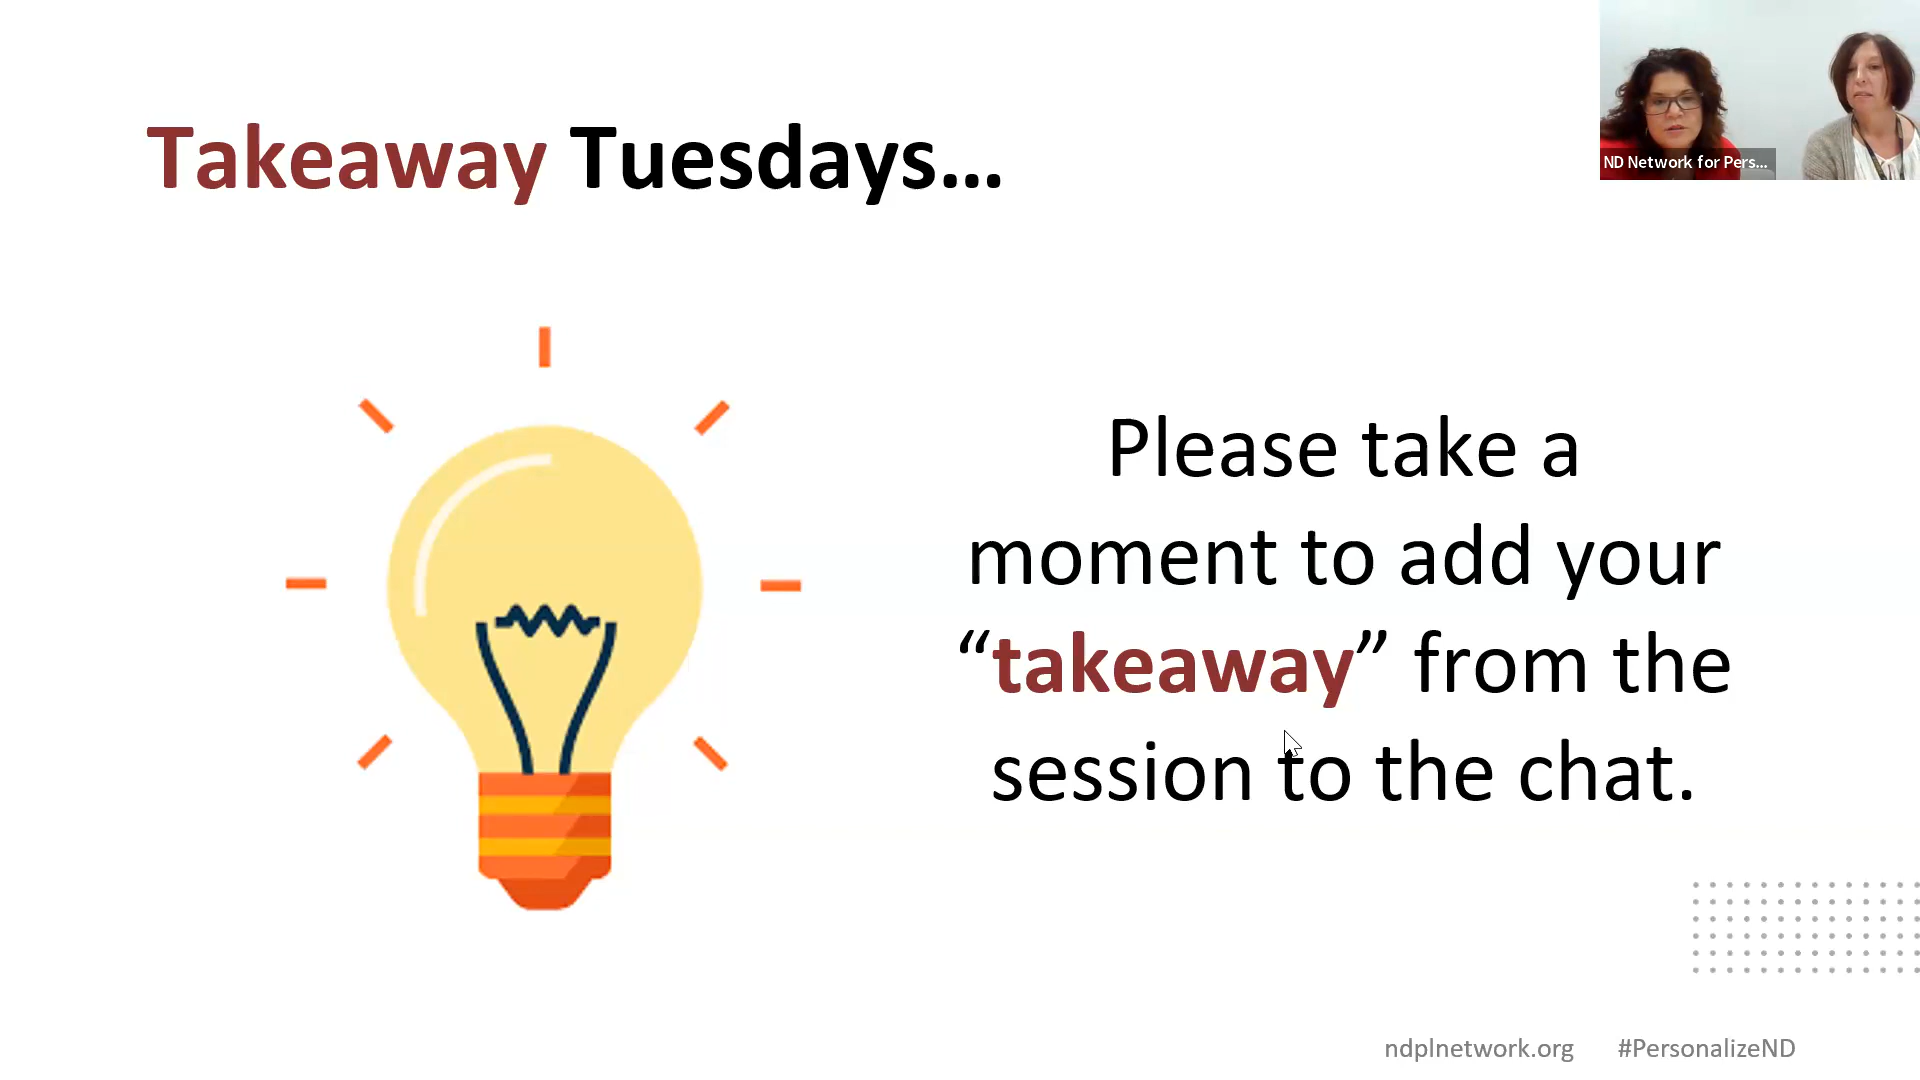 Takeaway Tuesdays...
ND Network for Pers...
Please take a
moment to add your
“takeaway” from the
session to the chat.
ndplnetwork.org #PersonalizeND